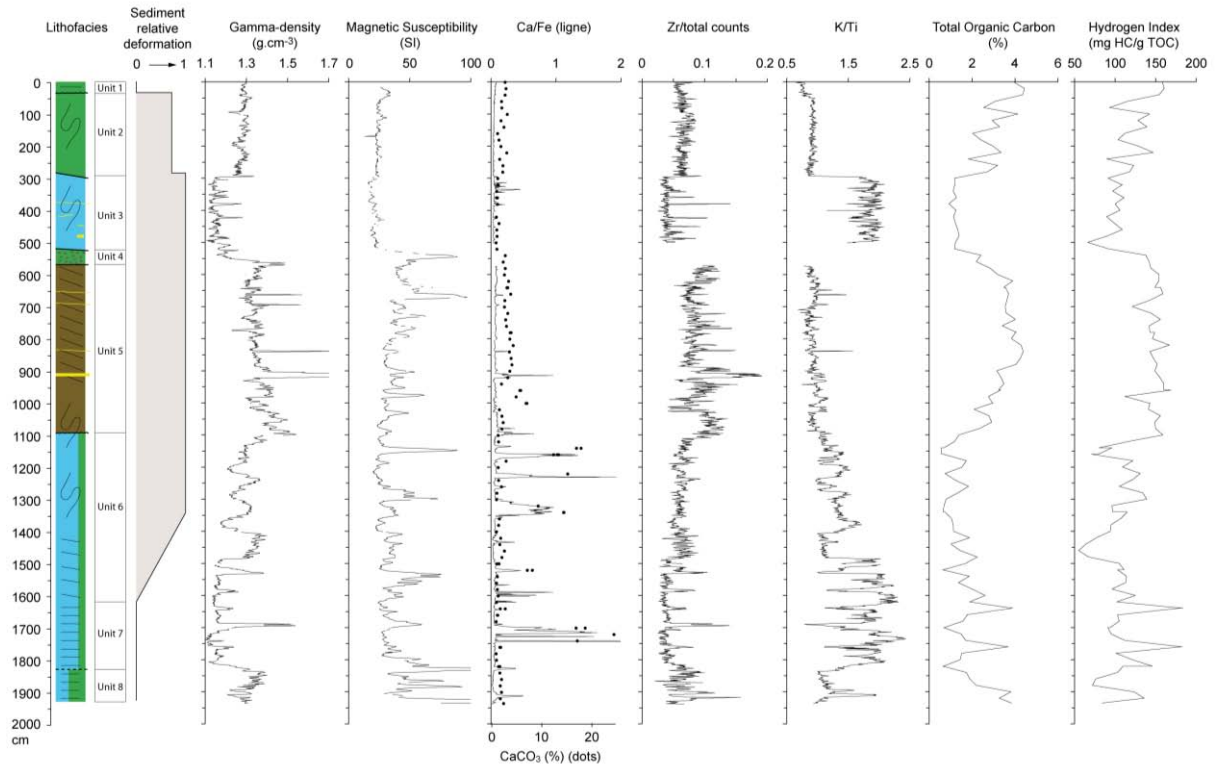 Lithofacies
Sediment
relative
deformation
0 1
Gamma-density
(g.cm⁻³)
1.1 1.3 1.5 1.7
Magnetic Susceptibility
(SI)
0 50 100
Ca/Fe (ligne)
0 1 2
Zr/total counts
0 0.1 0.2
K/Ti
0.5 1.5 2.5
Total Organic Carbon
(%)
0 2 4 6
Hydrogen Index
(mg HC/g TOC)
50 100 150 200
0
100
200
300
400
500
600
700
800
900
1000
1100
1200
1300
1400
1500
1600
1700
1800
1900
2000
cm
Unit 1
Unit 2
Unit 3
Unit 4
Unit 5
Unit 6
Unit 7
Unit 8
0 10 20
CaCO₃ (%) (dots)